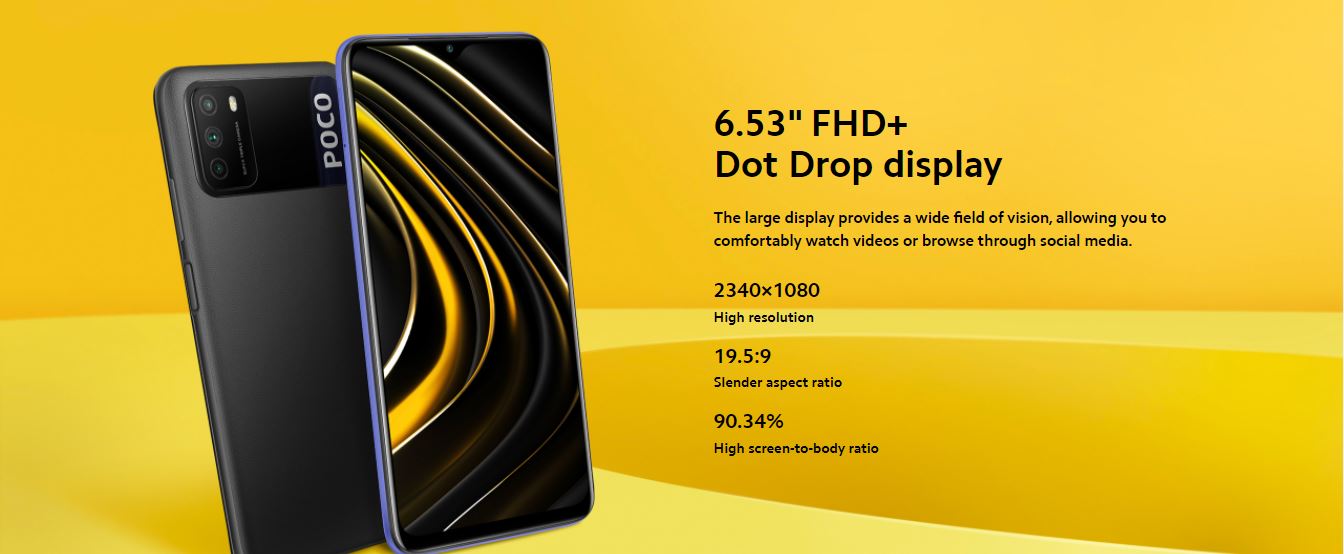 POCO
6.53" FHD+
Dot Drop display
The large display provides a wide field of vision, allowing you to
comfortably watch videos or browse through social media.
2340×1080
High resolution
19.5:9
Slender aspect ratio
90.34%
High screen-to-body ratio